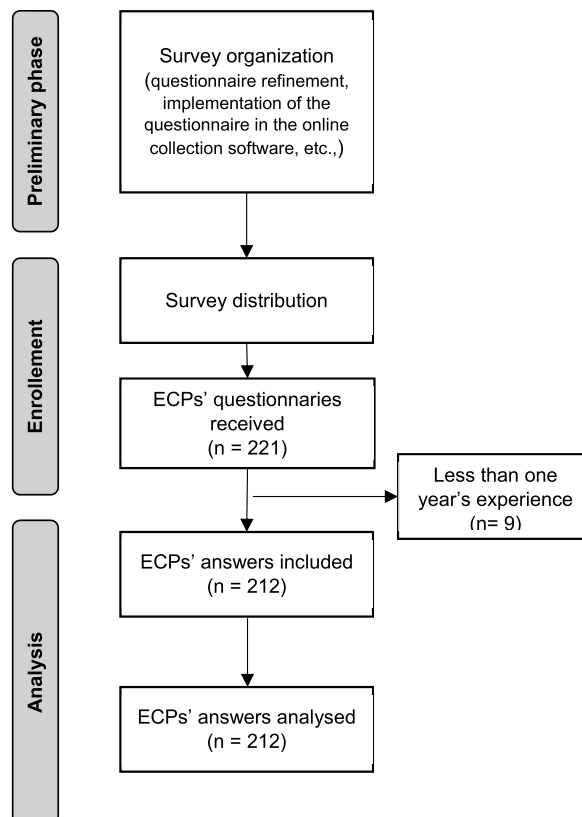 Preliminary phase
Survey organization
(questionnaire refinement,
implementation of the
questionnaire in the online
collection software, etc.,)
Enrollement
Survey distribution
ECPs’ questionnaries
received
(n = 221)
Less than one
year’s experience
(n= 9)
Analysis
ECPs’ answers included
(n = 212)
ECPs’ answers analysed
(n = 212)